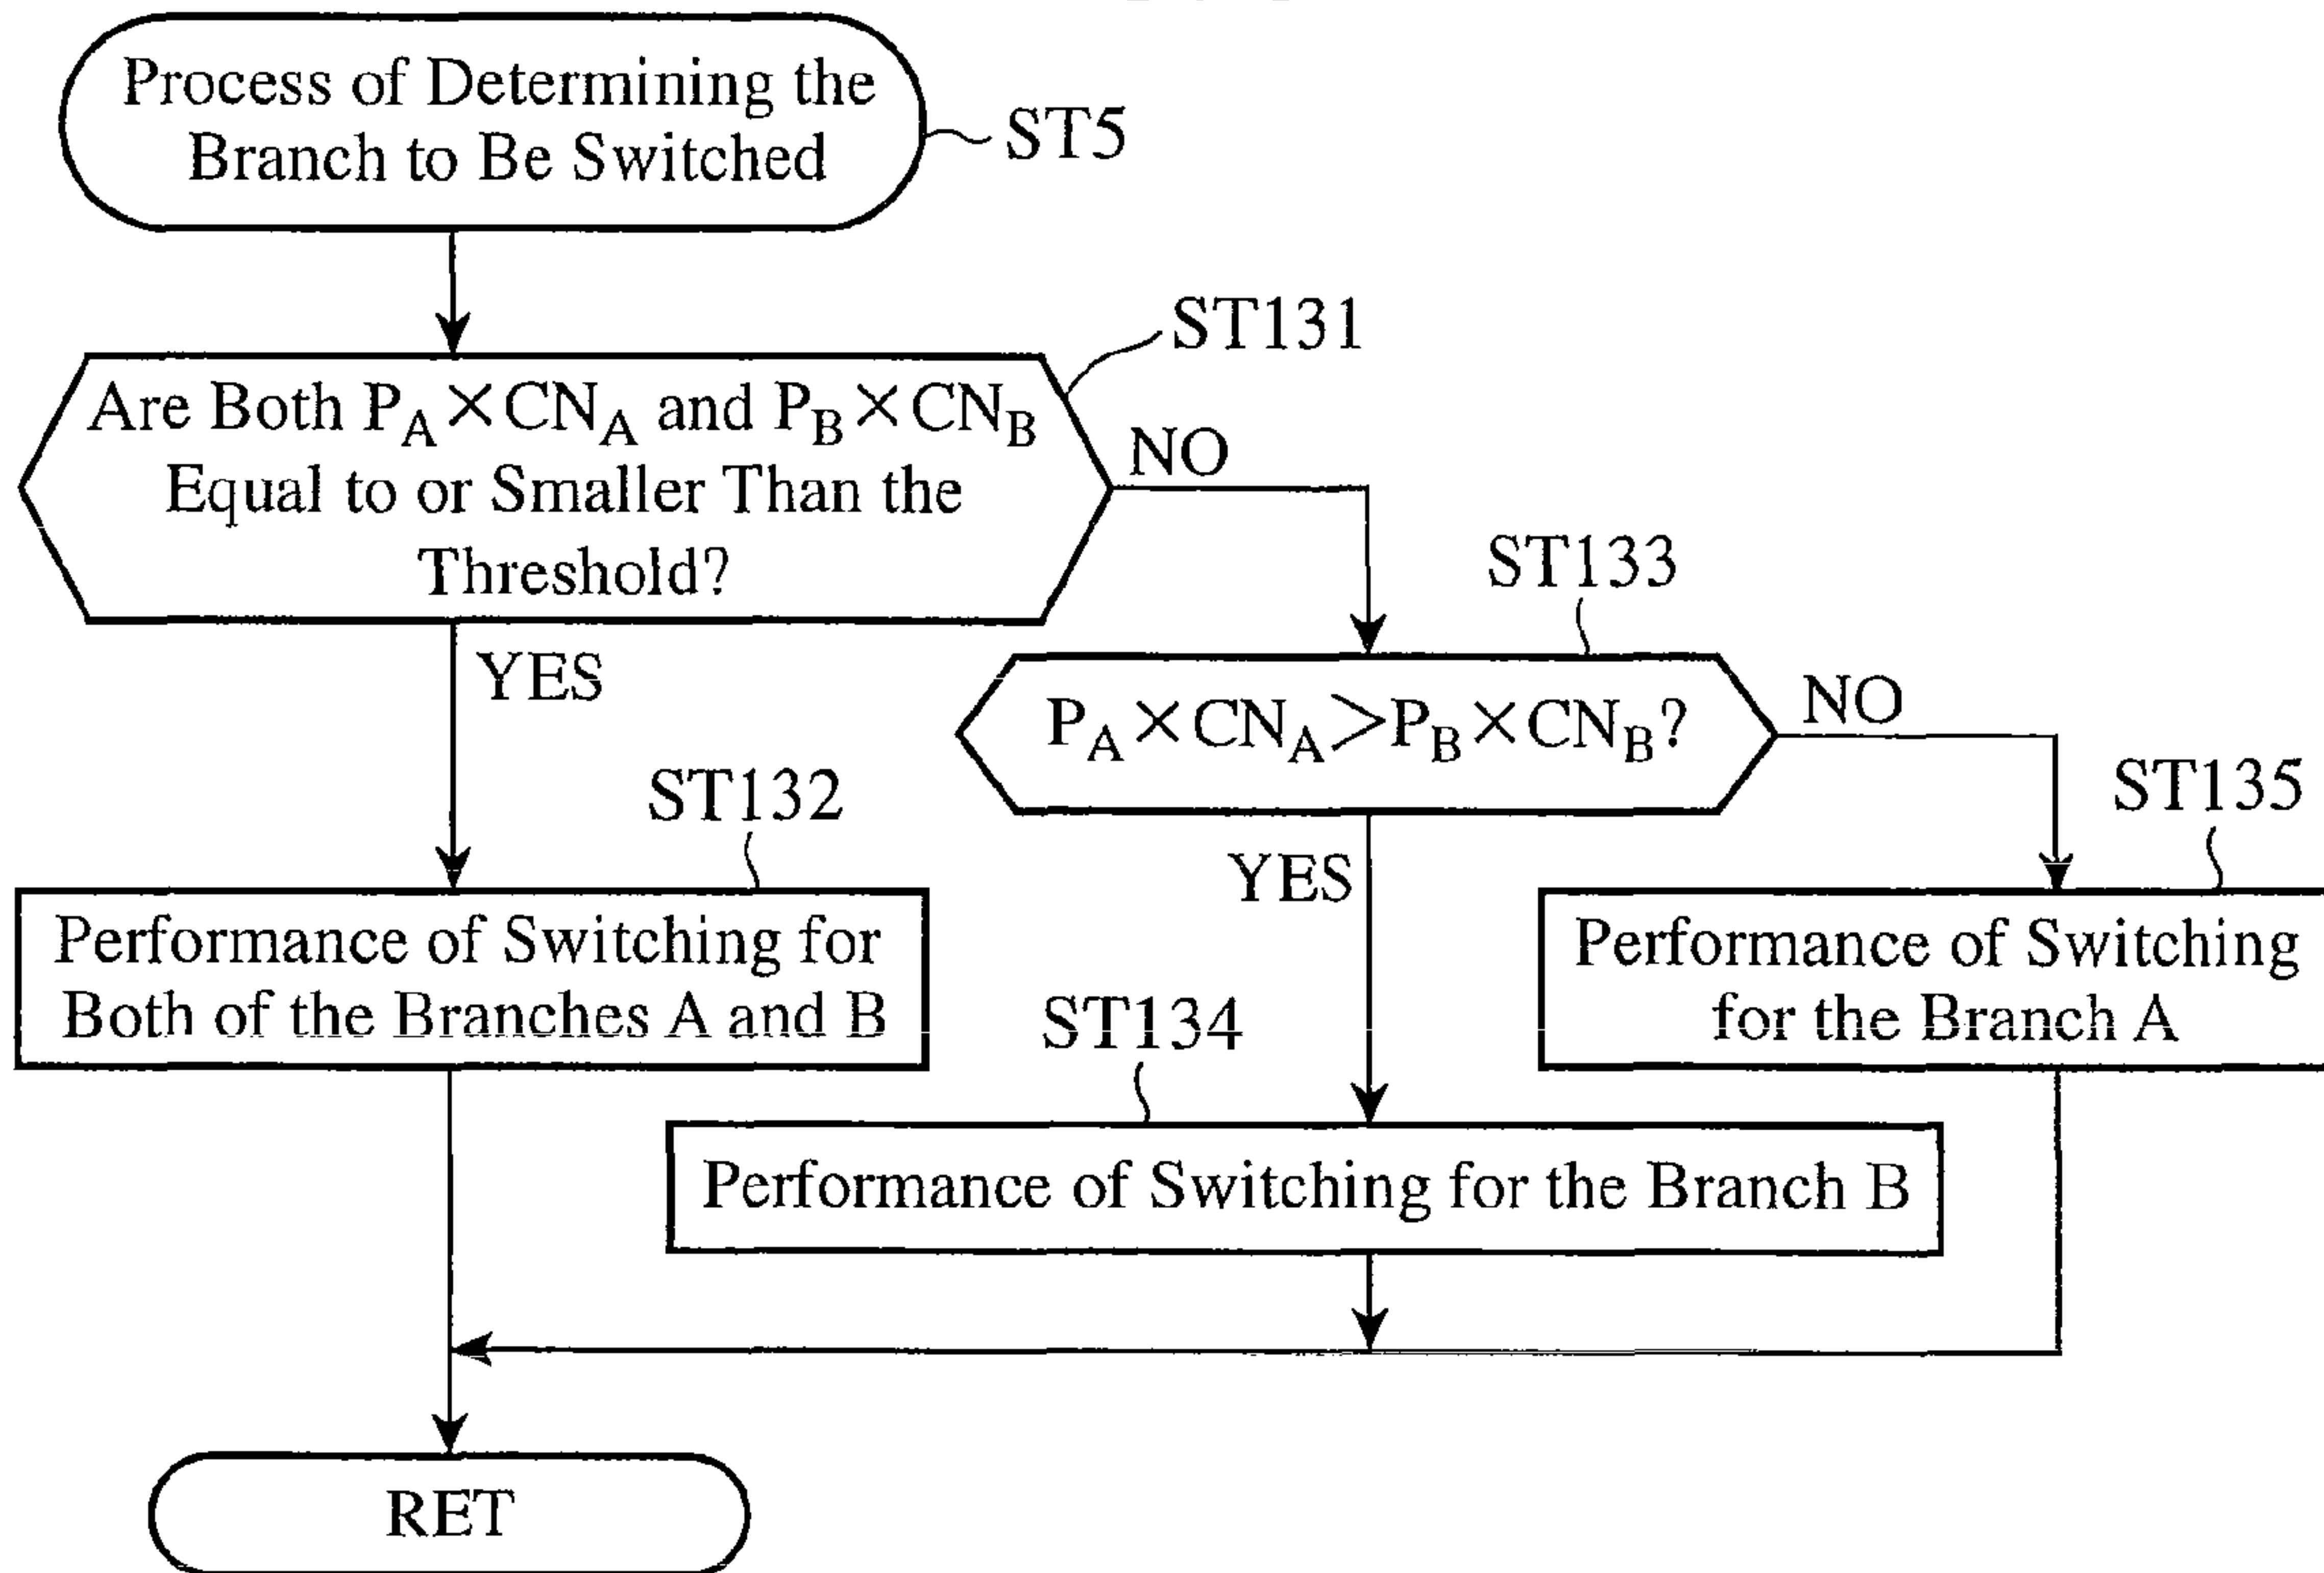 Process of Determining the
Branch to Be Switched
ST5
ST131
Are Both P_A×CN_A and P_B×CN_B
Equal to or Smaller Than the
Threshold?
NO
YES
ST133
P_A×CN_A>P_B×CN_B?
NO
YES
ST132
Performance of Switching for
Both of the Branches A and B
ST135
Performance of Switching
for the Branch A
ST134
Performance of Switching for the Branch B
RET